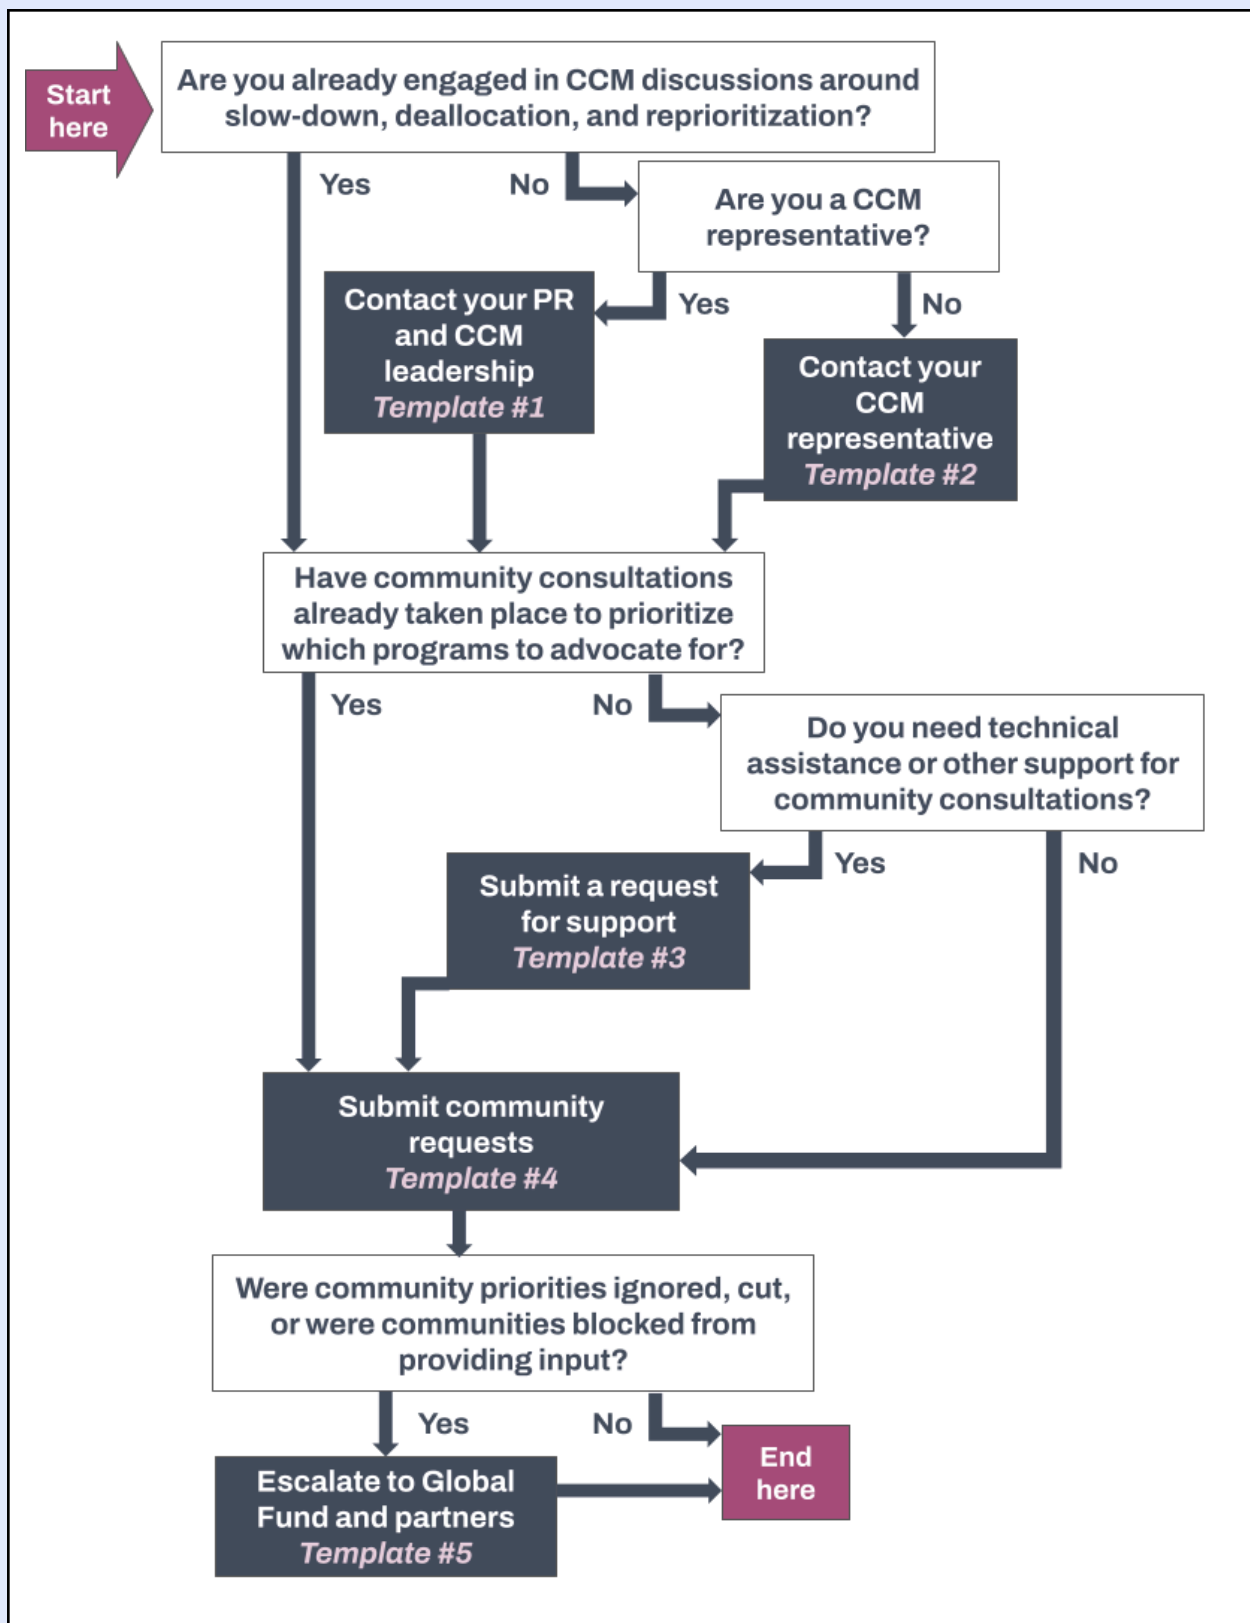 Start
here
Are you already engaged in CCM discussions around
slow-down, deallocation, and reprioritization?
Yes
No
Are you a CCM
representative?
Contact your PR
and CCM
leadership
Template #1
Yes
No
Contact your
CCM
representative
Template #2
Have community consultations
already taken place to prioritize
which programs to advocate for?
Yes
No
Do you need technical
assistance or other support for
community consultations?
Submit a request
for support
Template #3
Yes
No
Submit community
requests
Template #4
Were community priorities ignored, cut,
or were communities blocked from
providing input?
Yes
No
End
here
Escalate to Global
Fund and partners
Template #5